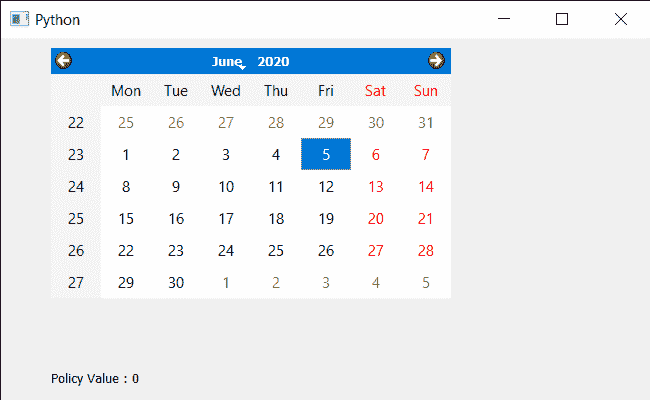 Python
June 2020
Mon Tue Wed Thu Fri Sat Sun
22 25 26 27 28 29 30 31
23 1 2 3 4 5 6 7
24 8 9 10 11 12 13 14
25 15 16 17 18 19 20 21
26 22 23 24 25 26 27 28
27 29 30 1 2 3 4 5
Policy Value : 0